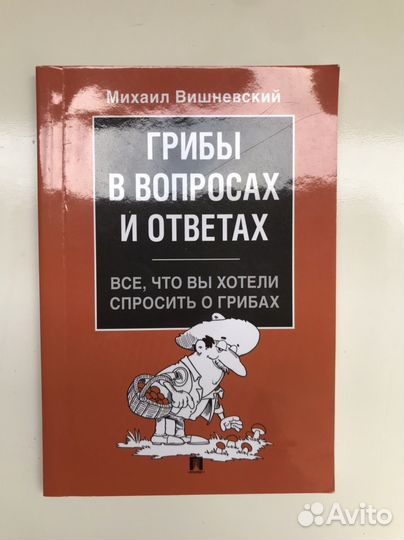 Михаил Вишневский
ГРИБЫ
В ВОПРОСАХ
И ОТВЕТАХ
ВСЕ, ЧТО ВЫ ХОТЕЛИ
СПРОСИТЬ О ГРИБАХ
Avito